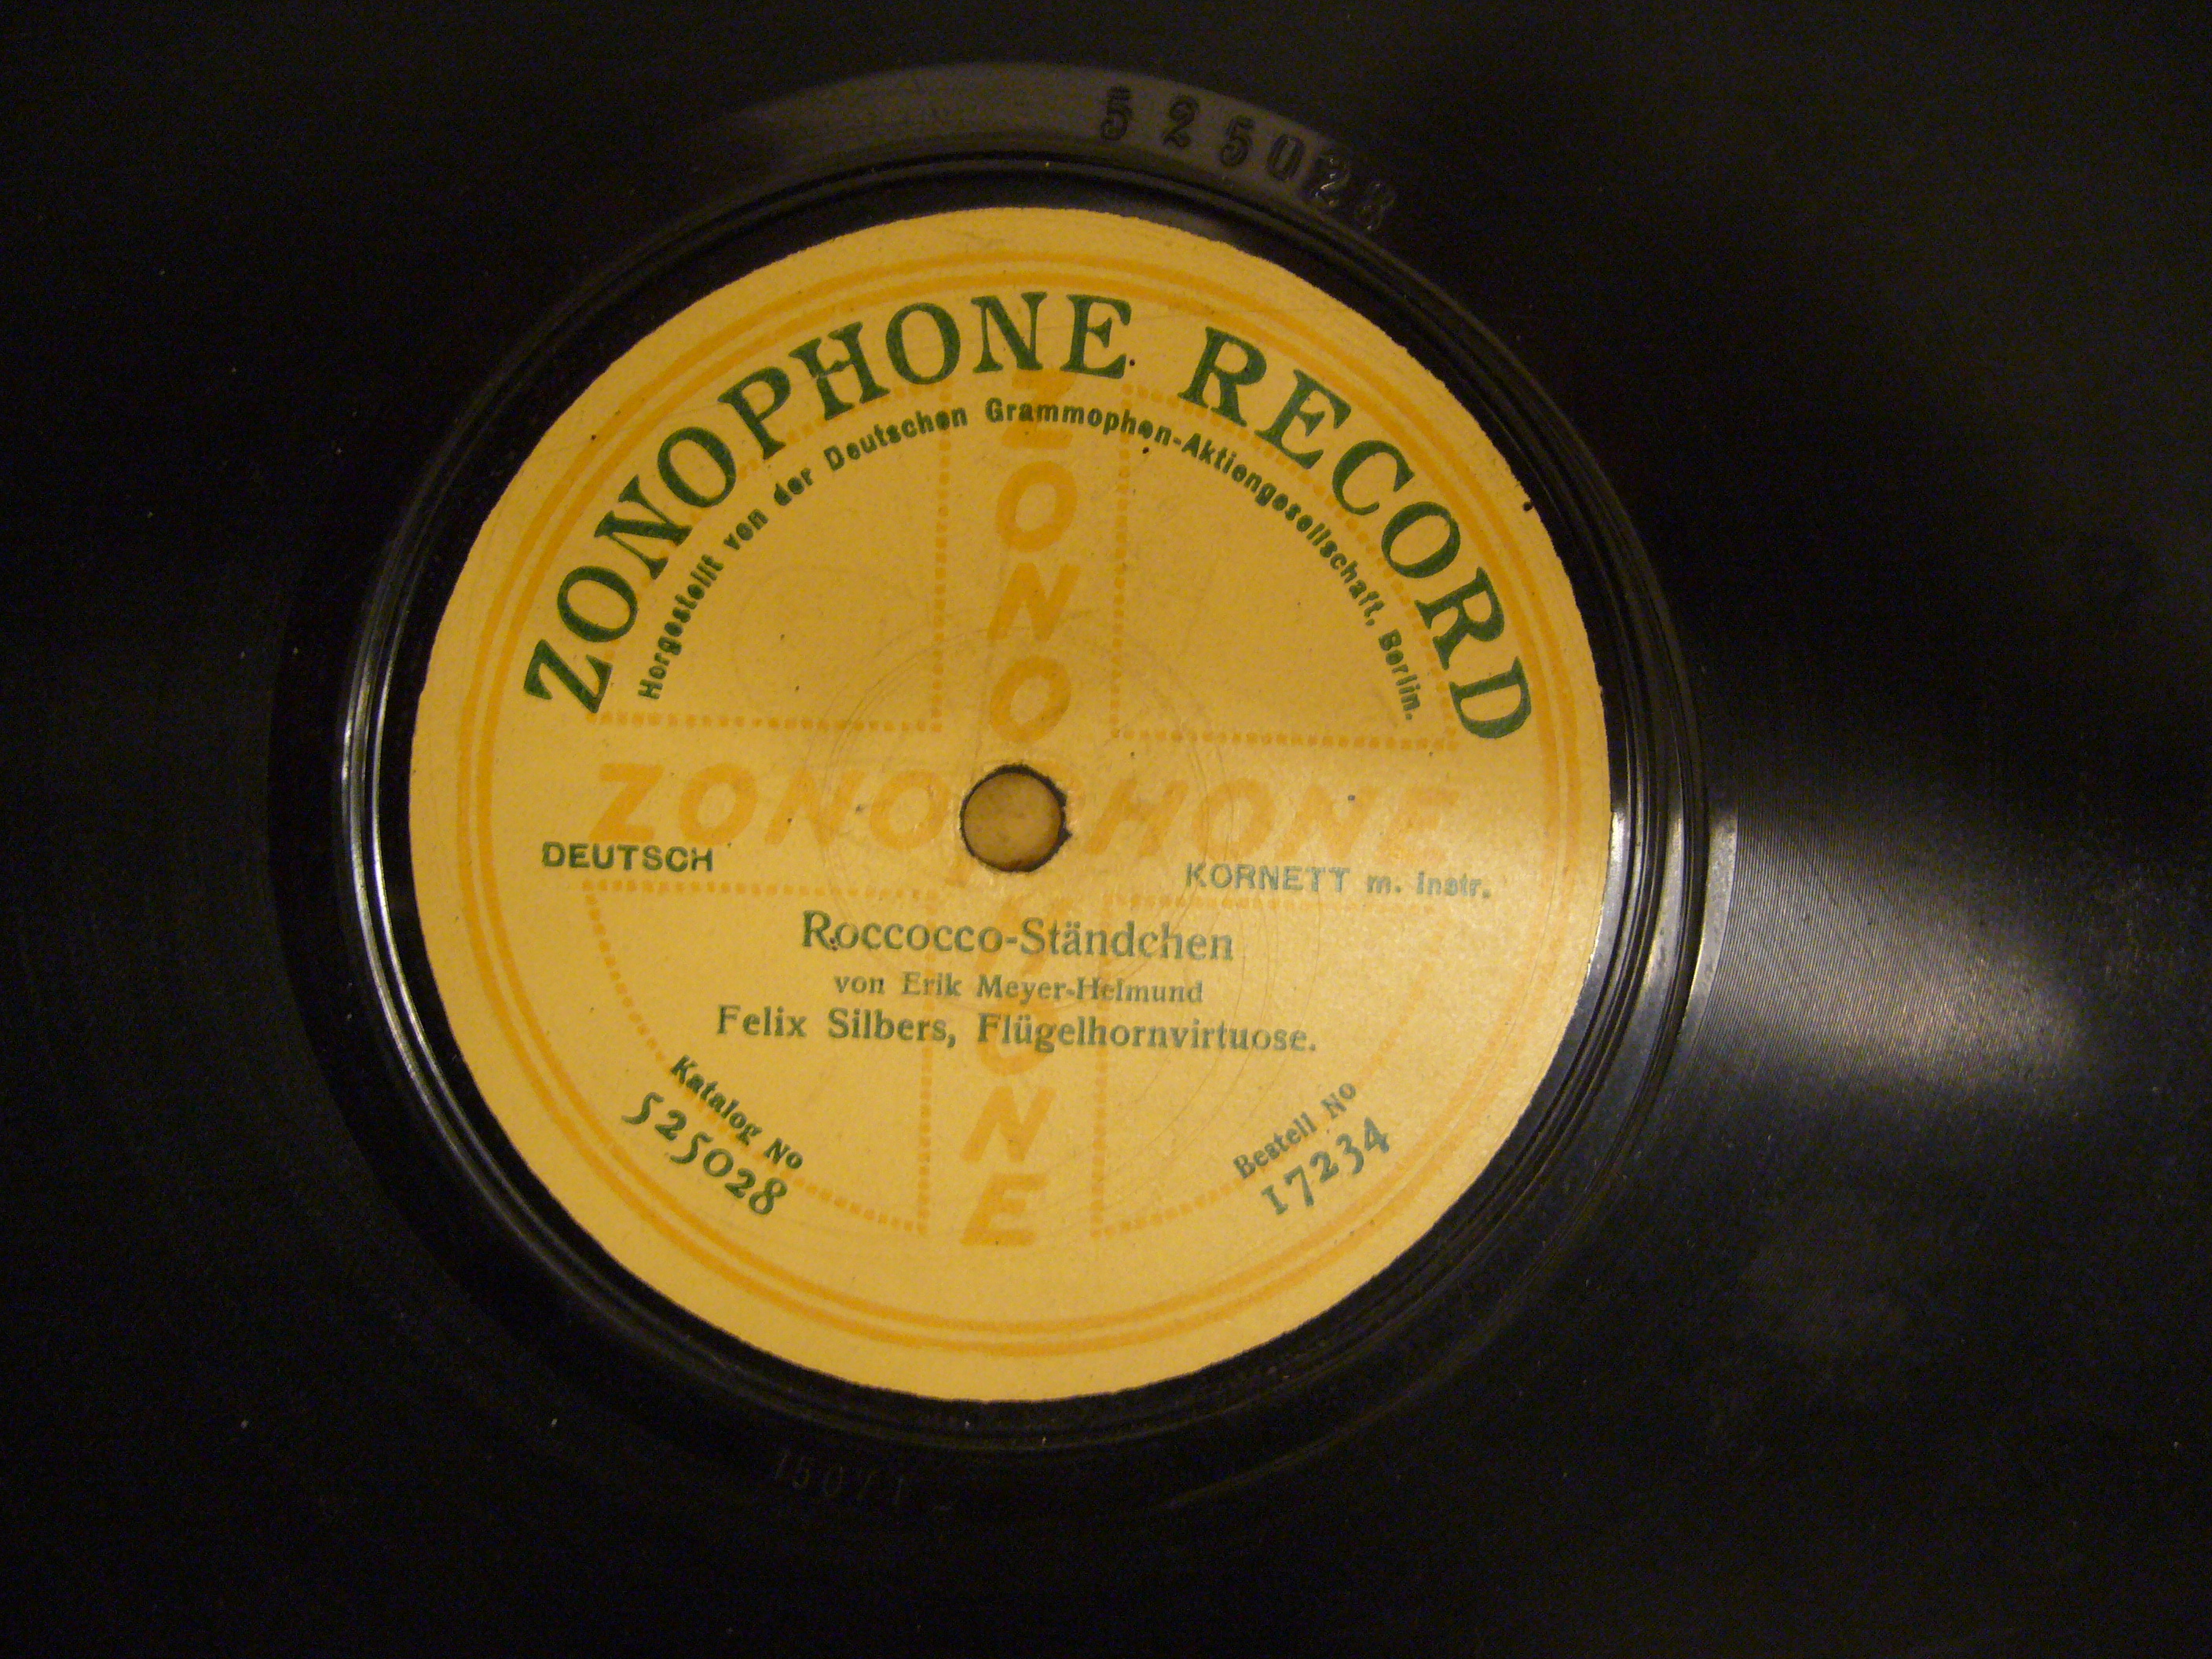 525028
ZONOPHONE RECORD
Hergestellt von der Deutschen Grammophon-Aktiengesellschaft, Berlin.
ZONOPHONE
ZONOPHONE
DEUTSCH
KORNETT m. Instr.
Roccocco-Ständchen
von Erik Meyer-Helmund
Felix Silbers, Flügelhornvirtuose.
Katalog No
525028
Bestell No
17234